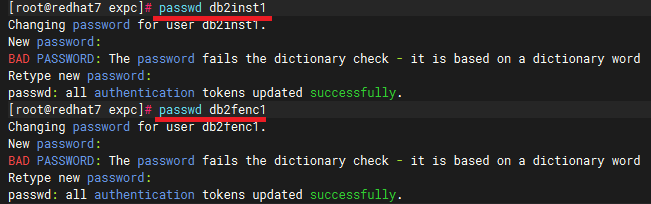 [root@redhat7 expc]# passwd db2inst1
Changing password for user db2inst1.
New password:
BAD PASSWORD: The password fails the dictionary check - it is based on a dictionary word
Retype new password:
passwd: all authentication tokens updated successfully.
[root@redhat7 expc]# passwd db2fenc1
Changing password for user db2fenc1.
New password:
BAD PASSWORD: The password fails the dictionary check - it is based on a dictionary word
Retype new password:
passwd: all authentication tokens updated successfully.